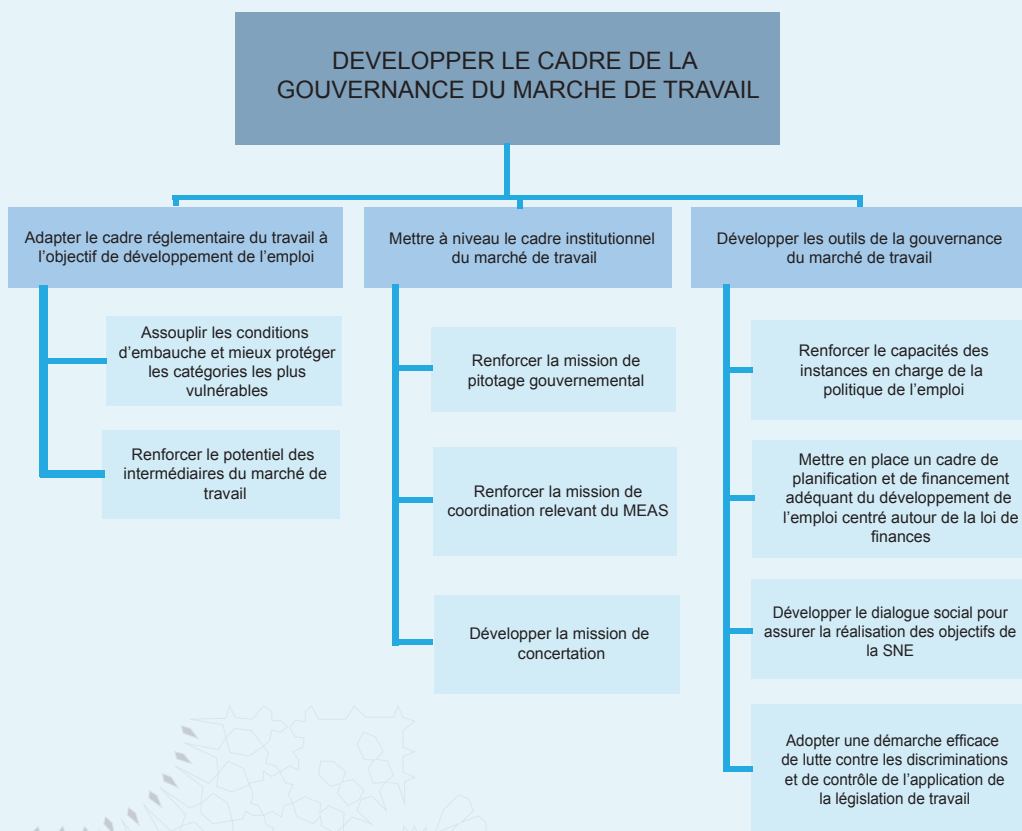 DEVELOPPER LE CADRE DE LA
GOUVERNANCE DU MARCHE DE TRAVAIL
Adapter le cadre réglementaire du travail à
l’objectif de développement de l’emploi
Assouplir les conditions
d’embauche et mieux protéger
les catégories les plus
vulnérables
Renforcer le potentiel des
intermédiaires du marché de
travail
Mettre à niveau le cadre institutionnel
du marché de travail
Renforcer la mission de
pitotage gouvernemental
Renforcer la mission de
coordination relevant du MEAS
Développer la mission de
concertation
Développer les outils de la gouvernance
du marché de travail
Renforcer le capacités des
instances en charge de la
politique de l’emploi
Mettre en place un cadre de
planification et de financement
adéquant du développement de
l’emploi centré autour de la loi de
finances
Développer le dialogue social pour
assurer la réalisation des objectifs de
la SNE
Adopter une démarche efficace
de lutte contre les discriminations
et de contrôle de l’application de
la législation de travail